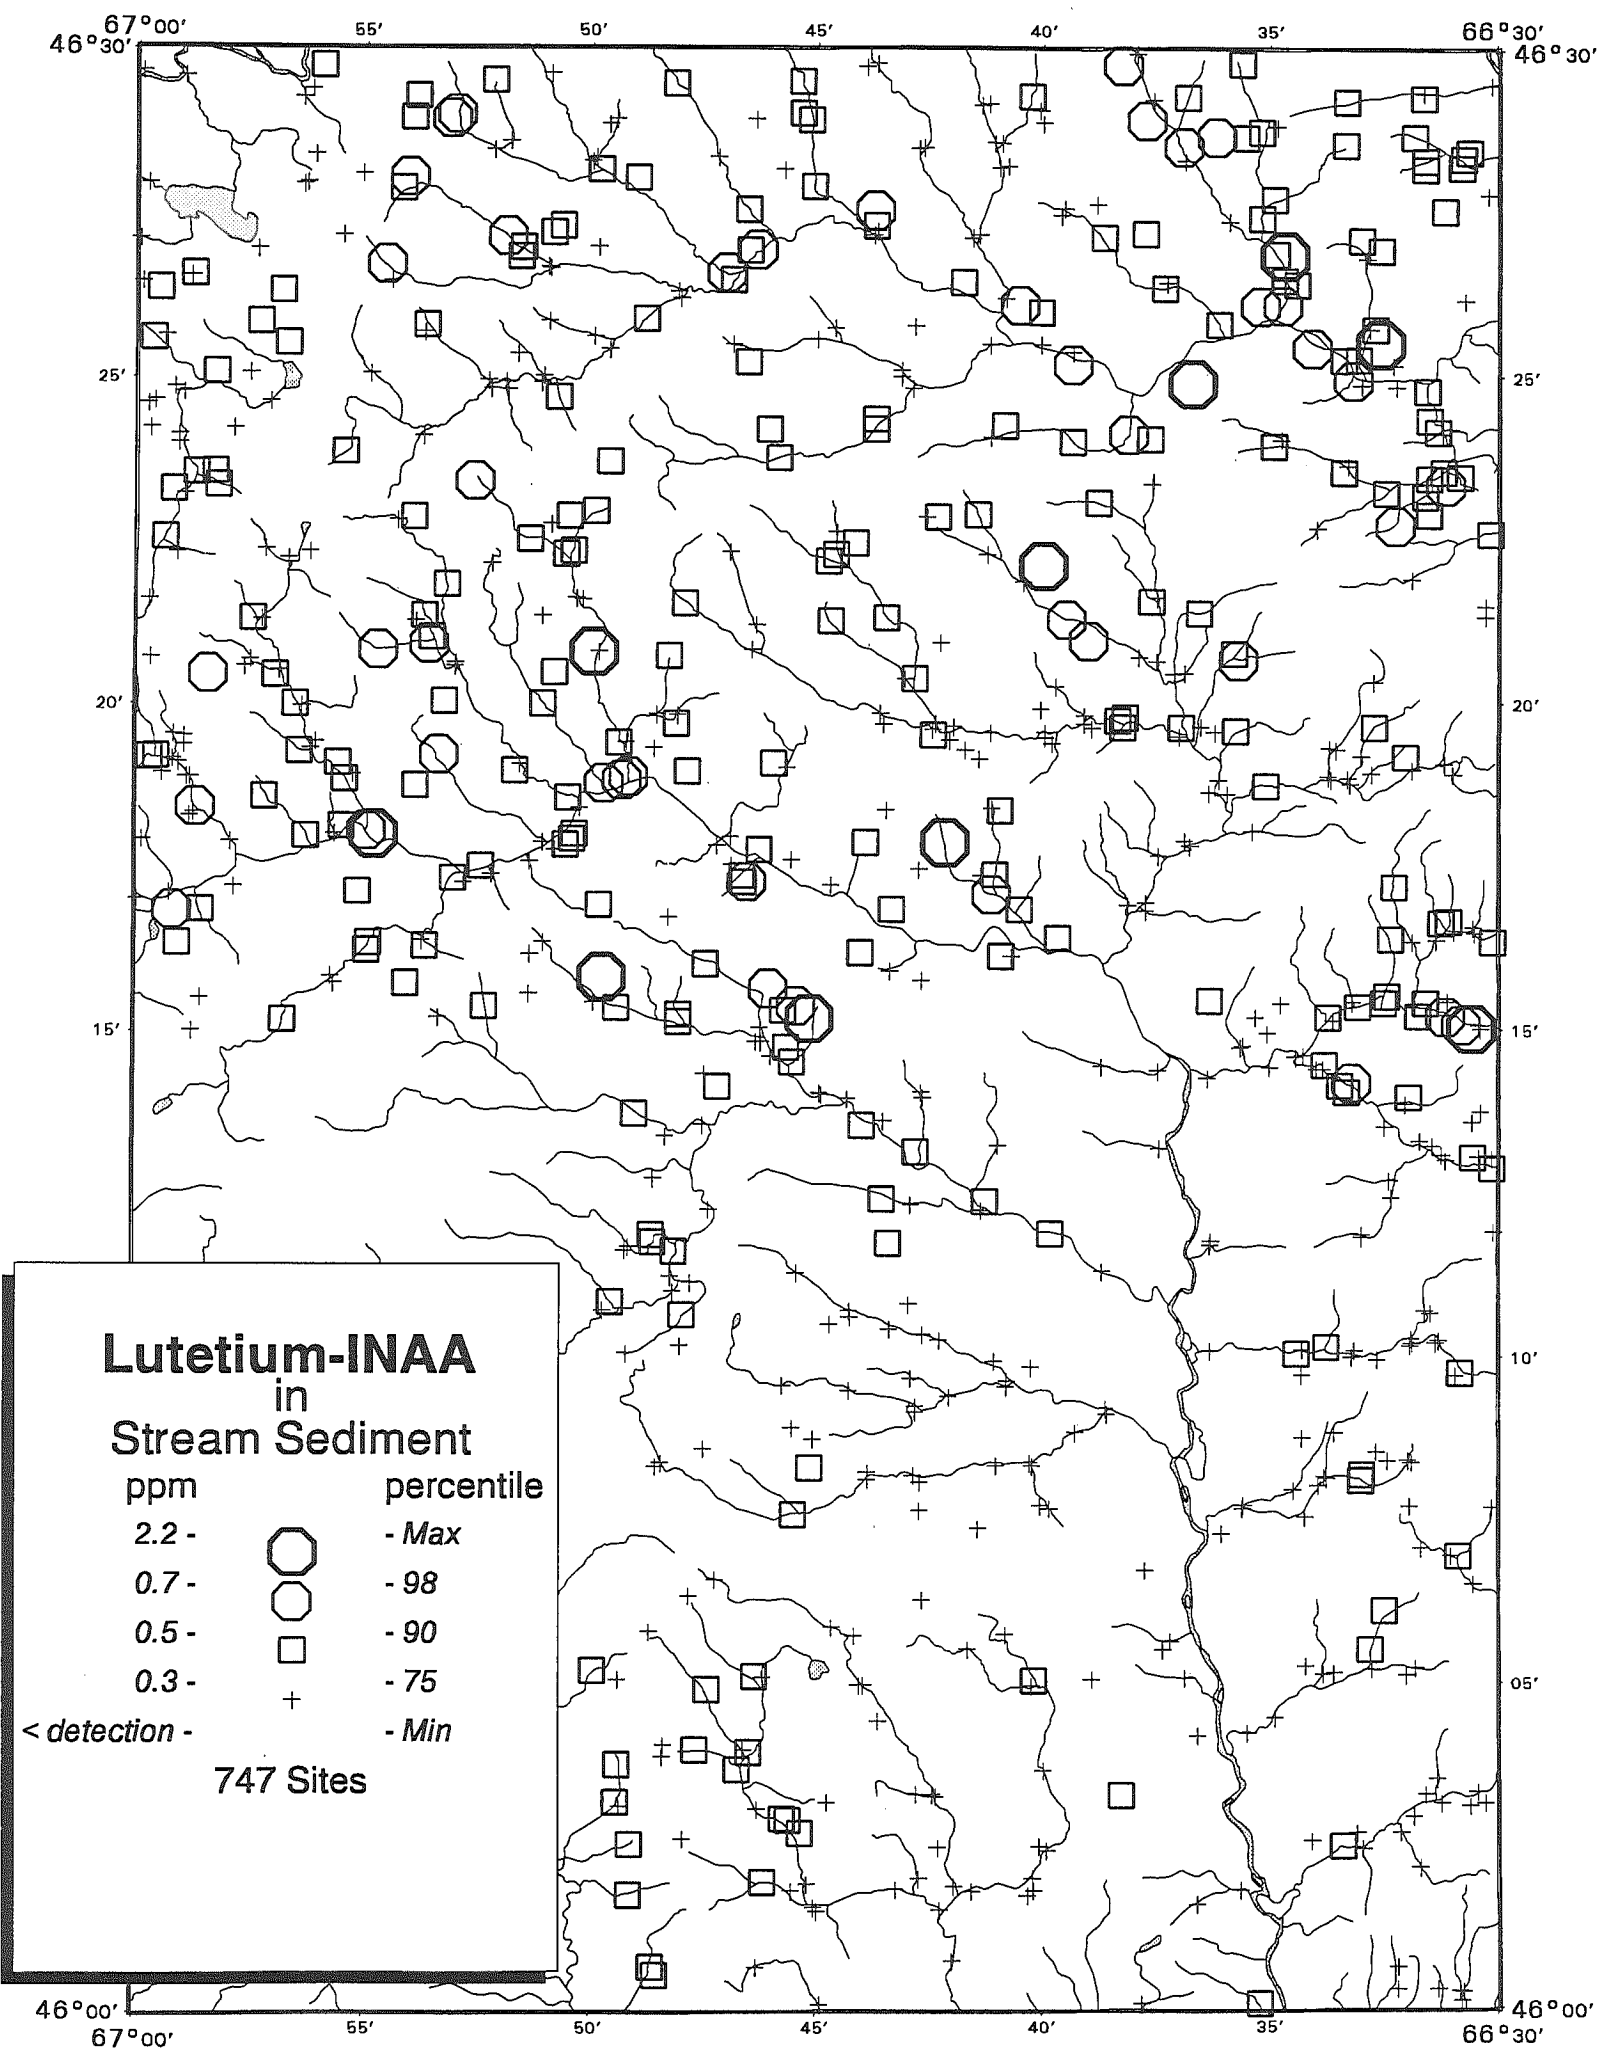 67°00′ 55′ 50′ 45′ 40′ 35′ 66°30′
46°30′ 46°30′
25′ 25′
20′ 20′
15′ 15′
10′
05′
Lutetium-INAA
in
Stream Sediment
ppm percentile
2.2 - - Max
0.7 - - 98
0.5 - - 90
0.3 - - 75
< detection - - Min
747 Sites
46°00′ 46°00′
67°00′ 55′ 50′ 45′ 40′ 35′ 66°30′